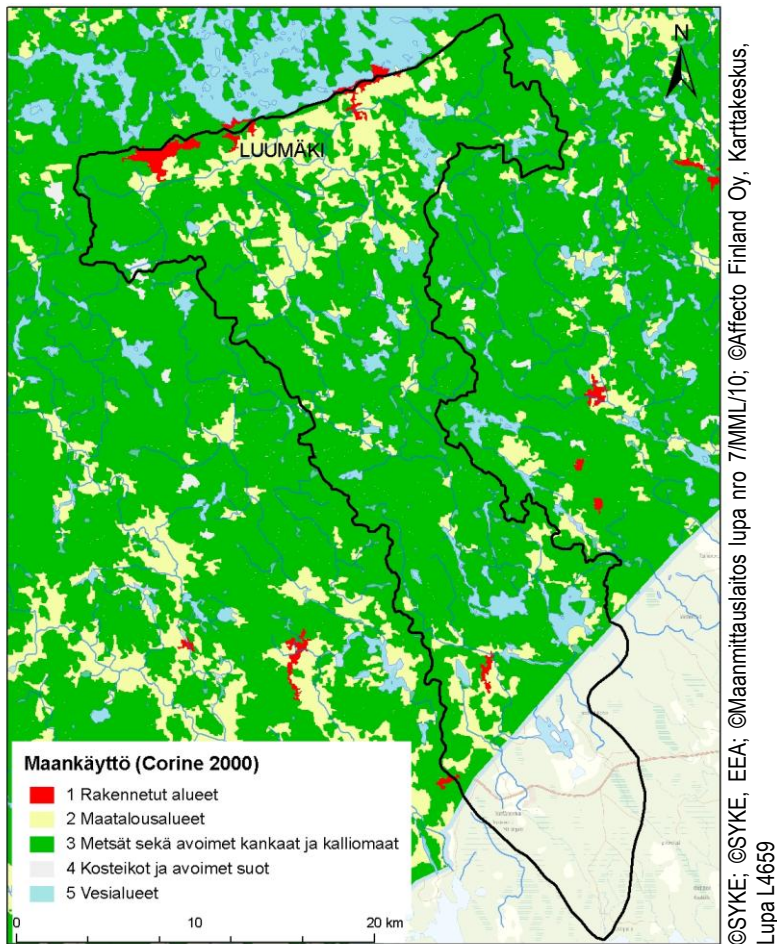 N
LUUMÄKI
Maankäyttö (Corine 2000)
1 Rakennetut alueet
2 Maatalousalueet
3 Metsät sekä avoimet kankaat ja kalliomaat
4 Kosteikot ja avoimet suot
5 Vesialueet
0 10 20 km
©SYKE; ©SYKE, EEA; ©Maanmittauslaitos lupa nro 7/MML/10; ©Affecto Finland Oy, Karttakeskus,
Lupa L4659